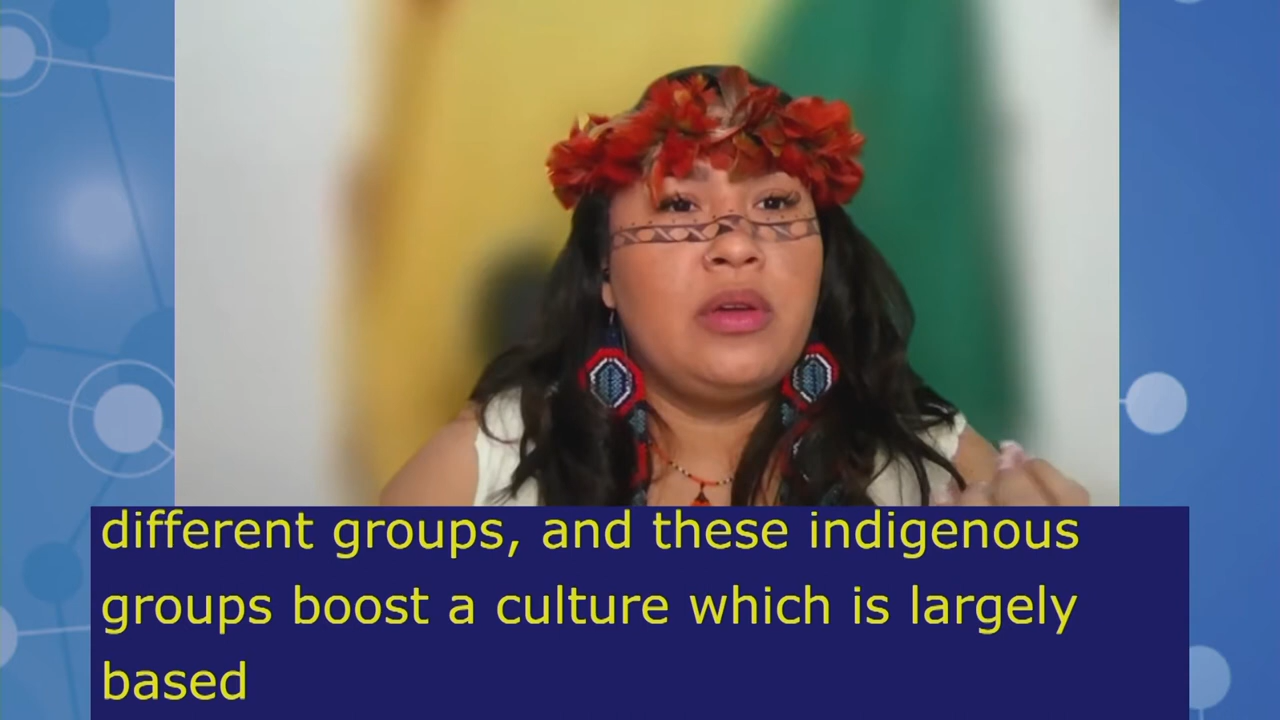 different groups, and these indigenous
groups boost a culture which is largely
based